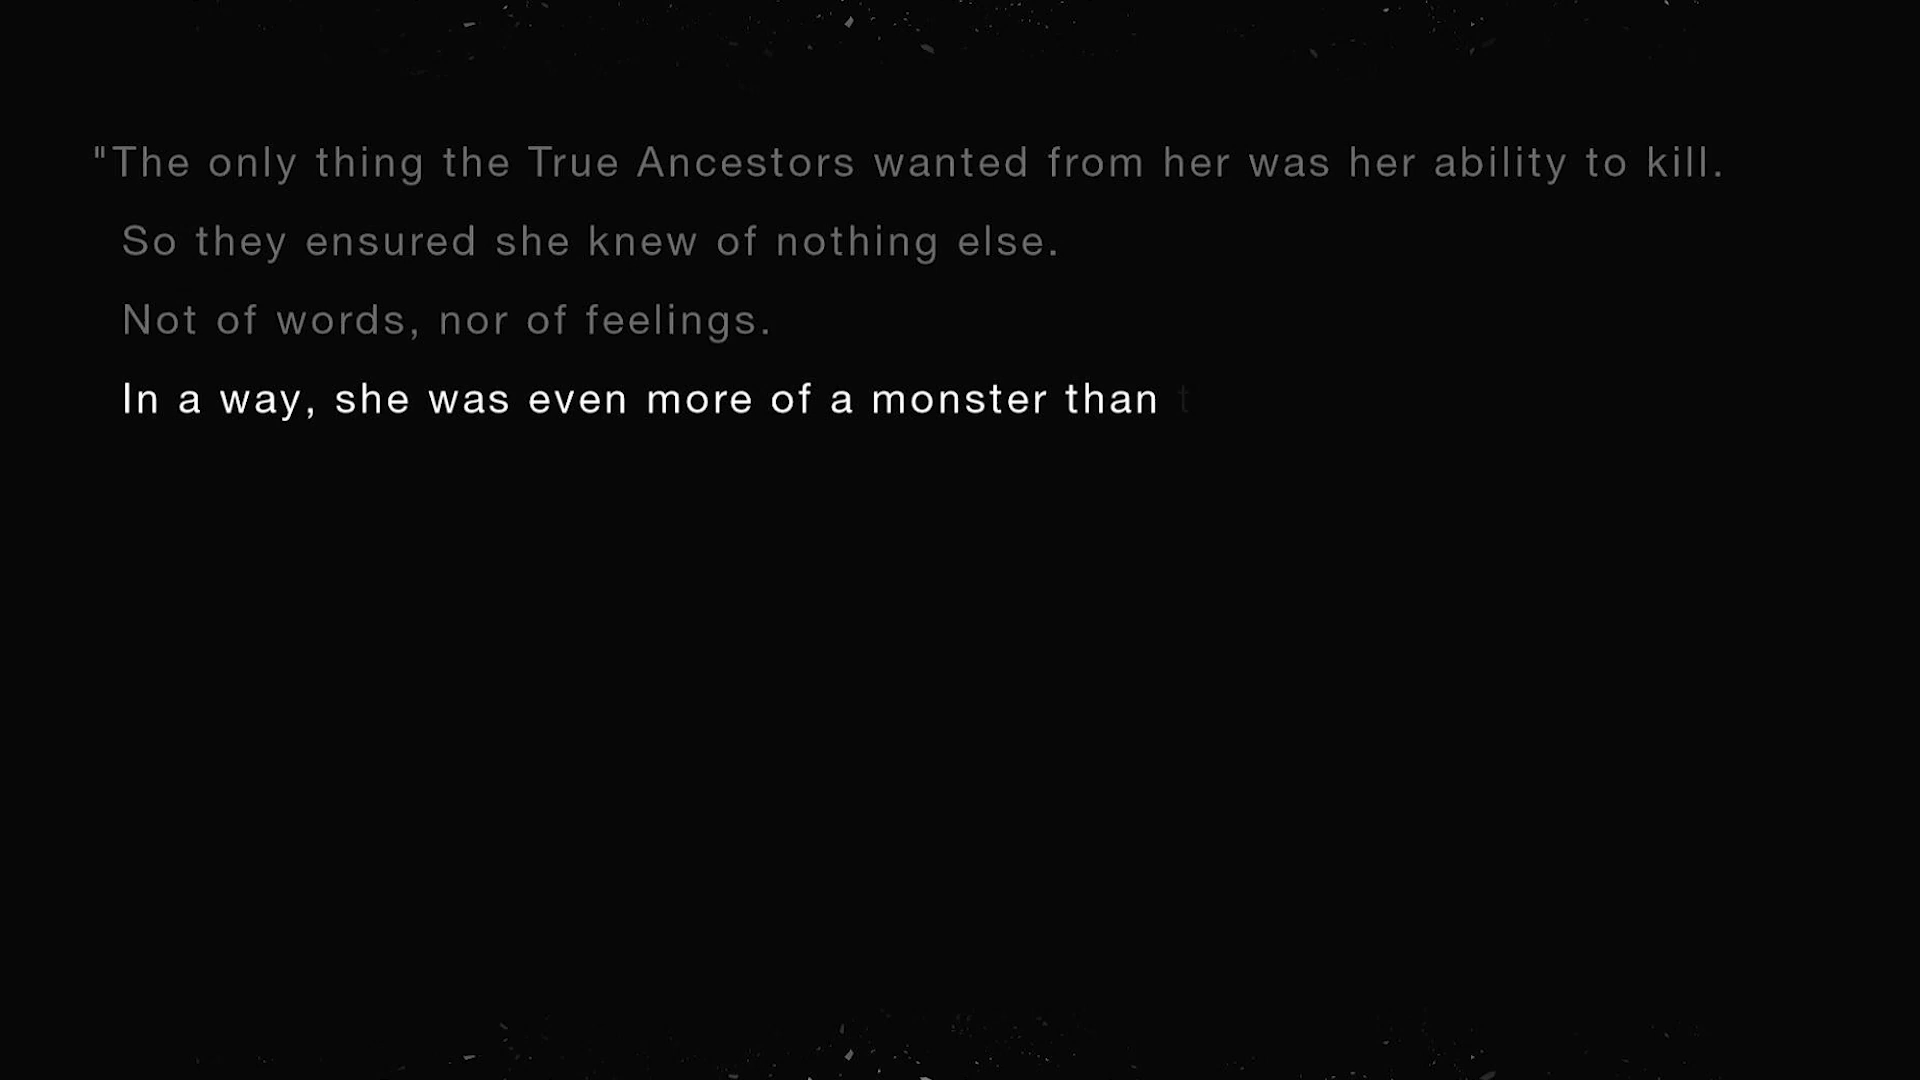 "The only thing the True Ancestors wanted from her was her ability to kill.
So they ensured she knew of nothing else.
Not of words, nor of feelings.
In a way, she was even more of a monster than t